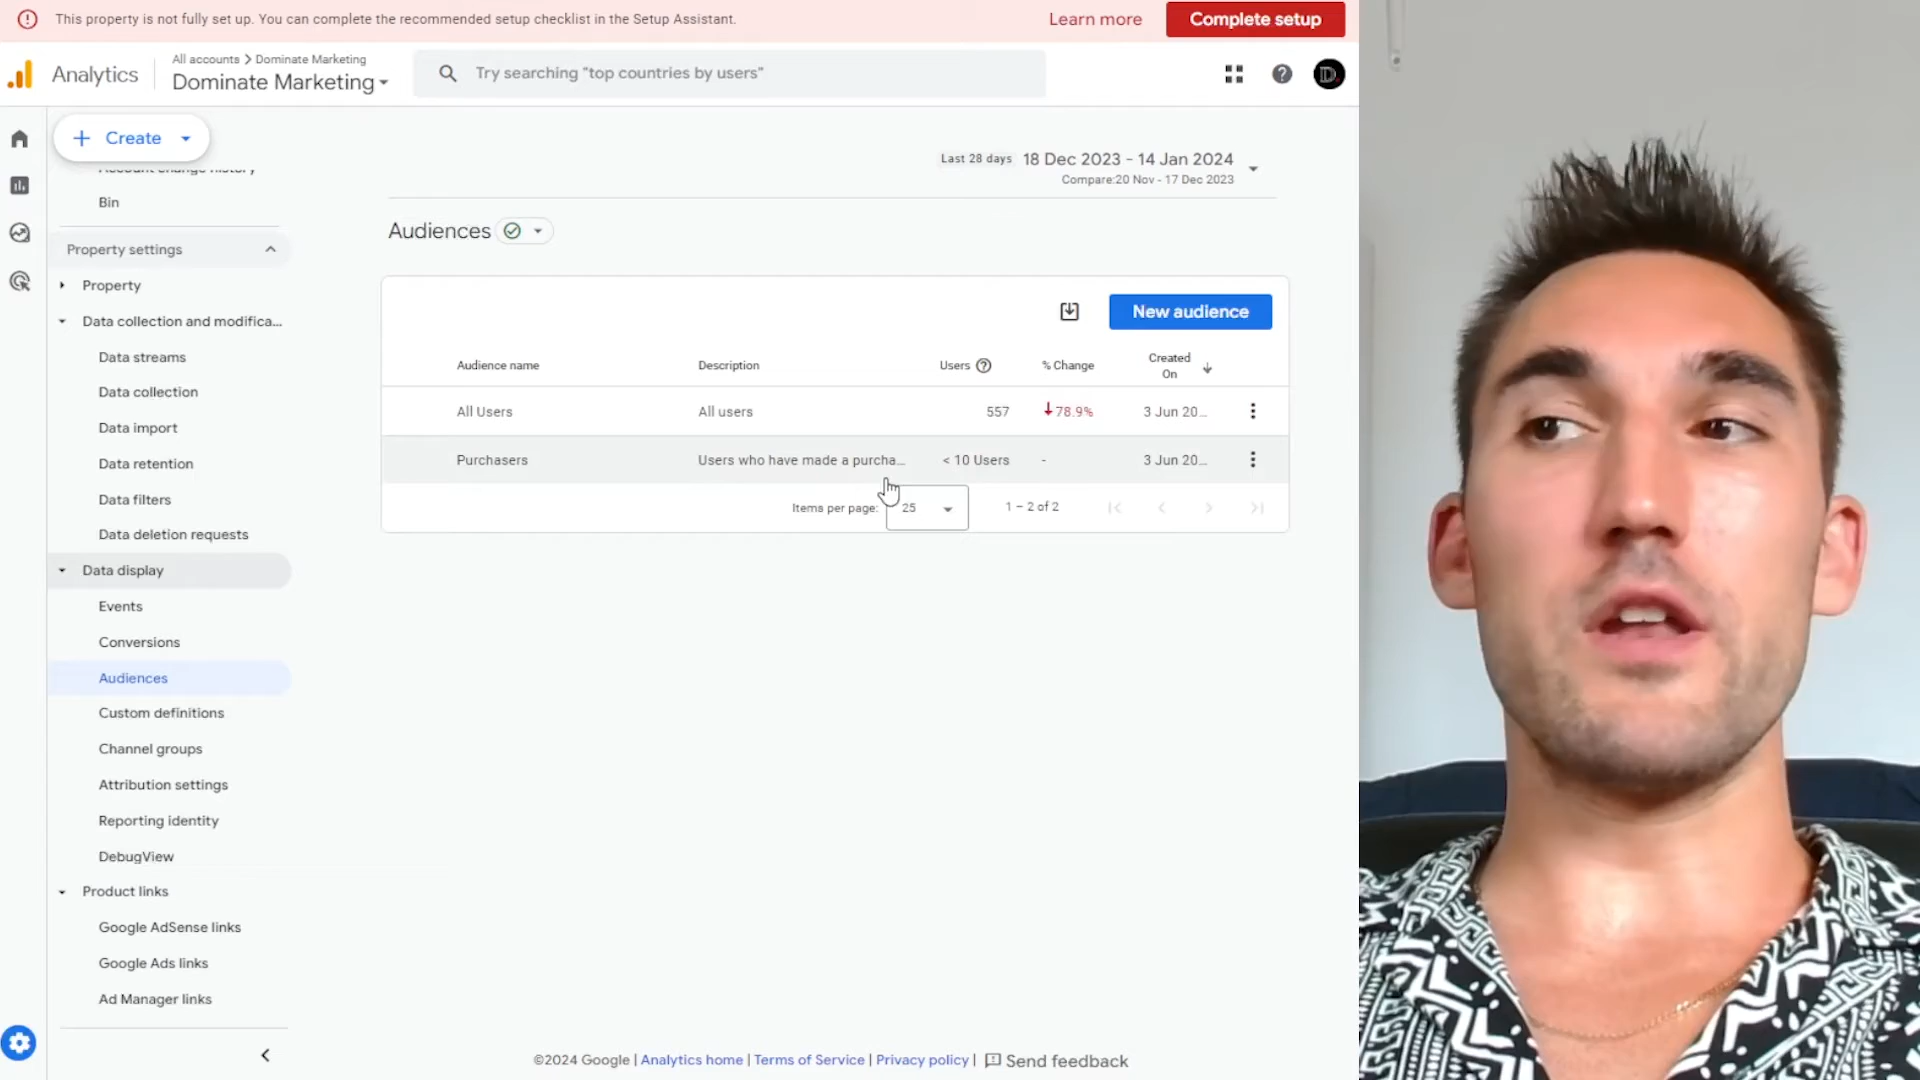 This property is not fully set up. You can complete the recommended setup checklist in the Setup Assistant.
Learn more
Complete setup
Analytics
All accounts > Dominate Marketing
Dominate Marketing
Try searching "top countries by users"
Create
Account change history
Bin
Property settings
Property
Data collection and modifica...
Data streams
Data collection
Data import
Data retention
Data filters
Data deletion requests
Data display
Events
Conversions
Audiences
Custom definitions
Channel groups
Attribution settings
Reporting identity
DebugView
Product links
Google AdSense links
Google Ads links
Ad Manager links
Last 28 days 18 Dec 2023 - 14 Jan 2024
Compare:20 Nov - 17 Dec 2023
Audiences
New audience
Audience name Description Users % Change Created On
All Users All users 557 78.9% 3 Jun 20...
Purchasers Users who have made a purcha... < 10 Users - 3 Jun 20...
Items per page: 25 1 – 2 of 2
©2024 Google | Analytics home | Terms of Service | Privacy policy | Send feedback